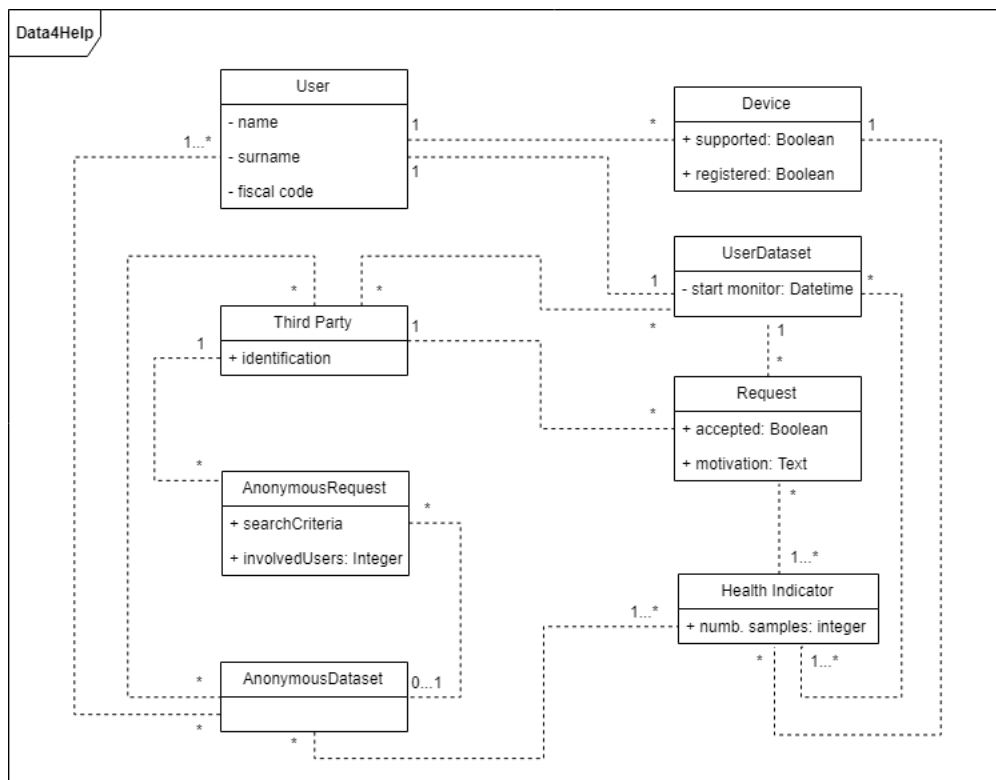 Data4Help
User
- name
- surname
- fiscal code
1...*
1
1
*
Device
+ supported: Boolean
+ registered: Boolean
1
UserDataset
- start monitor: Datetime
1
*
*
1
*
*
Third Party
+ identification
*
1
1
*
Request
+ accepted: Boolean
+ motivation: Text
*
*
1...*
*
AnonymousRequest
+ searchCriteria
+ involvedUsers: Integer
*
Health Indicator
+ numb. samples: integer
1...*
*
1...*
AnonymousDataset
*
0...1
*
*